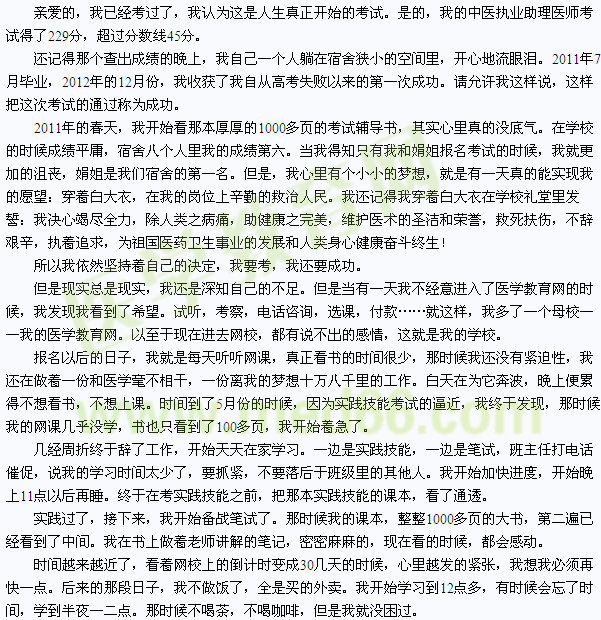 亲爱的，我已经考过了，我认为这是人生真正开始的考试。是的，我的中医执业助理医师考
试得了229分，超过分数线45分。
还记得那个查出成绩的晚上，我自己一个人躺在宿舍狭小的空间里，开心地流眼泪。2011年7
月毕业，2012年的12月份，我收获了我自从高考失败以来的第一次成功。请允许我这样说，这样
把这次考试的通过称为成功。
2011年的春天，我开始看那本厚厚的1000多页的考试辅导书，其实心里真的没底气。在学校
的时候成绩平庸，宿舍八个人里我的成绩第六。当我得知只有我和娟姐报名考试的时候，我就更
加的沮丧，娟姐是我们宿舍的第一名。但是，我心里有个小小的梦想，就是有一天真的能实现我
的愿望：穿着白大衣，在我的岗位上辛勤的救治人民。我还记得我穿着白大衣在学校礼堂里发
誓：我决心竭尽全力，除人类之病痛，助健康之完美，维护医术的圣洁和荣誉，救死扶伤，不辞
艰辛，执着追求，为祖国医药卫生事业的发展和人类身心健康奋斗终生！
所以我依然坚持着自己的决定，我要考，我还要成功。
但是现实总是现实，我还是深知自己的不足。但是当有一天我不经意进入了医学教育网的时
候，我发现我看到了希望。试听，考察，电话咨询，选课，付款……就这样，我多了一个母校一
一我的医学教育网。以至于现在进去网校，都有说不出的感情，这就是我的学校。
报名以后的日子，我就是每天听听网课，真正看书的时间很少，那时候我还没有紧迫性，我
还在做着一份和医学毫不相干，一份离我的梦想十万八千里的工作。白天在为它奔波，晚上便累
得不想看书，不想上课。时间到了5月份的时候，因为实践技能考试的逼近，我终于发现，那时候
我的网课几乎没学，书也只看到了100多页，我开始着急了。
几经周折终于辞了工作，开始天天在家学习。一边是实践技能，一边是笔试，班主任打电话
催促，说我的学习时间太少了，要抓紧，不要落后于班级里的其他人。我开始加快进度，开始晚
上11点以后再睡。终于在考实践技能之前，把那本实践技能的课本，看了通透。
实践过了，接下来，我开始备战笔试了。那时候我的课本，整整1000多页的大书，第二遍已
经看到了中间。我在书上做着老师讲解的笔记，密密麻麻的，现在看的时候，都会感动。
时间越来越近了，看着网校上的倒计时变成30几天的时候，心里越发的紧张，我想我必须再
快一点。后来的那段日子，我不做饭了，全是买的外卖。我开始学习到12点多，有时候会忘了时
间，学到半夜一二点。那时候不喝茶，不喝咖啡，但是我就没困过。
医学教育网
www.med66.com